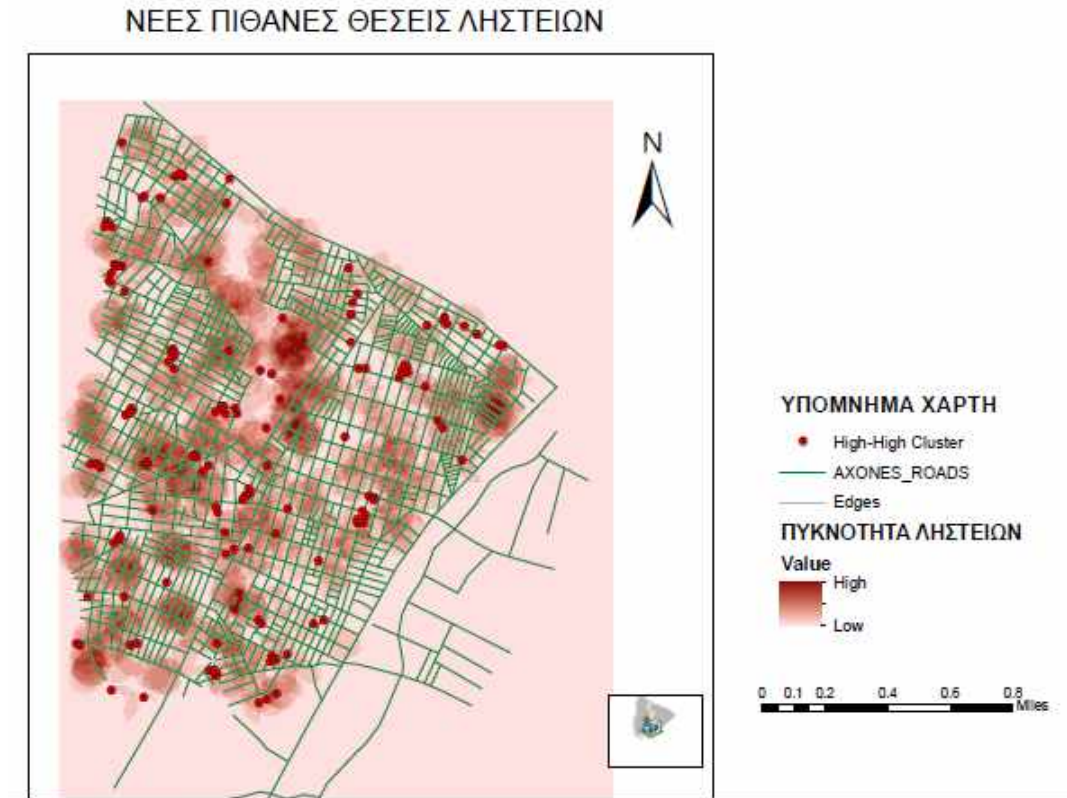 ΝΕΕΣ ΠΙΘΑΝΕΣ ΘΕΣΕΙΣ ΛΗΣΤΕΙΩΝ
N
ΥΠΟΜΝΗΜΑ ΧΑΡΤΗ
High-High Cluster
AXONES_ROADS
Edges
ΠΥΚΝΟΤΗΤΑ ΛΗΣΤΕΙΩΝ
Value
High
Low
0 0.1 0.2 0.4 0.6 0.8
Miles